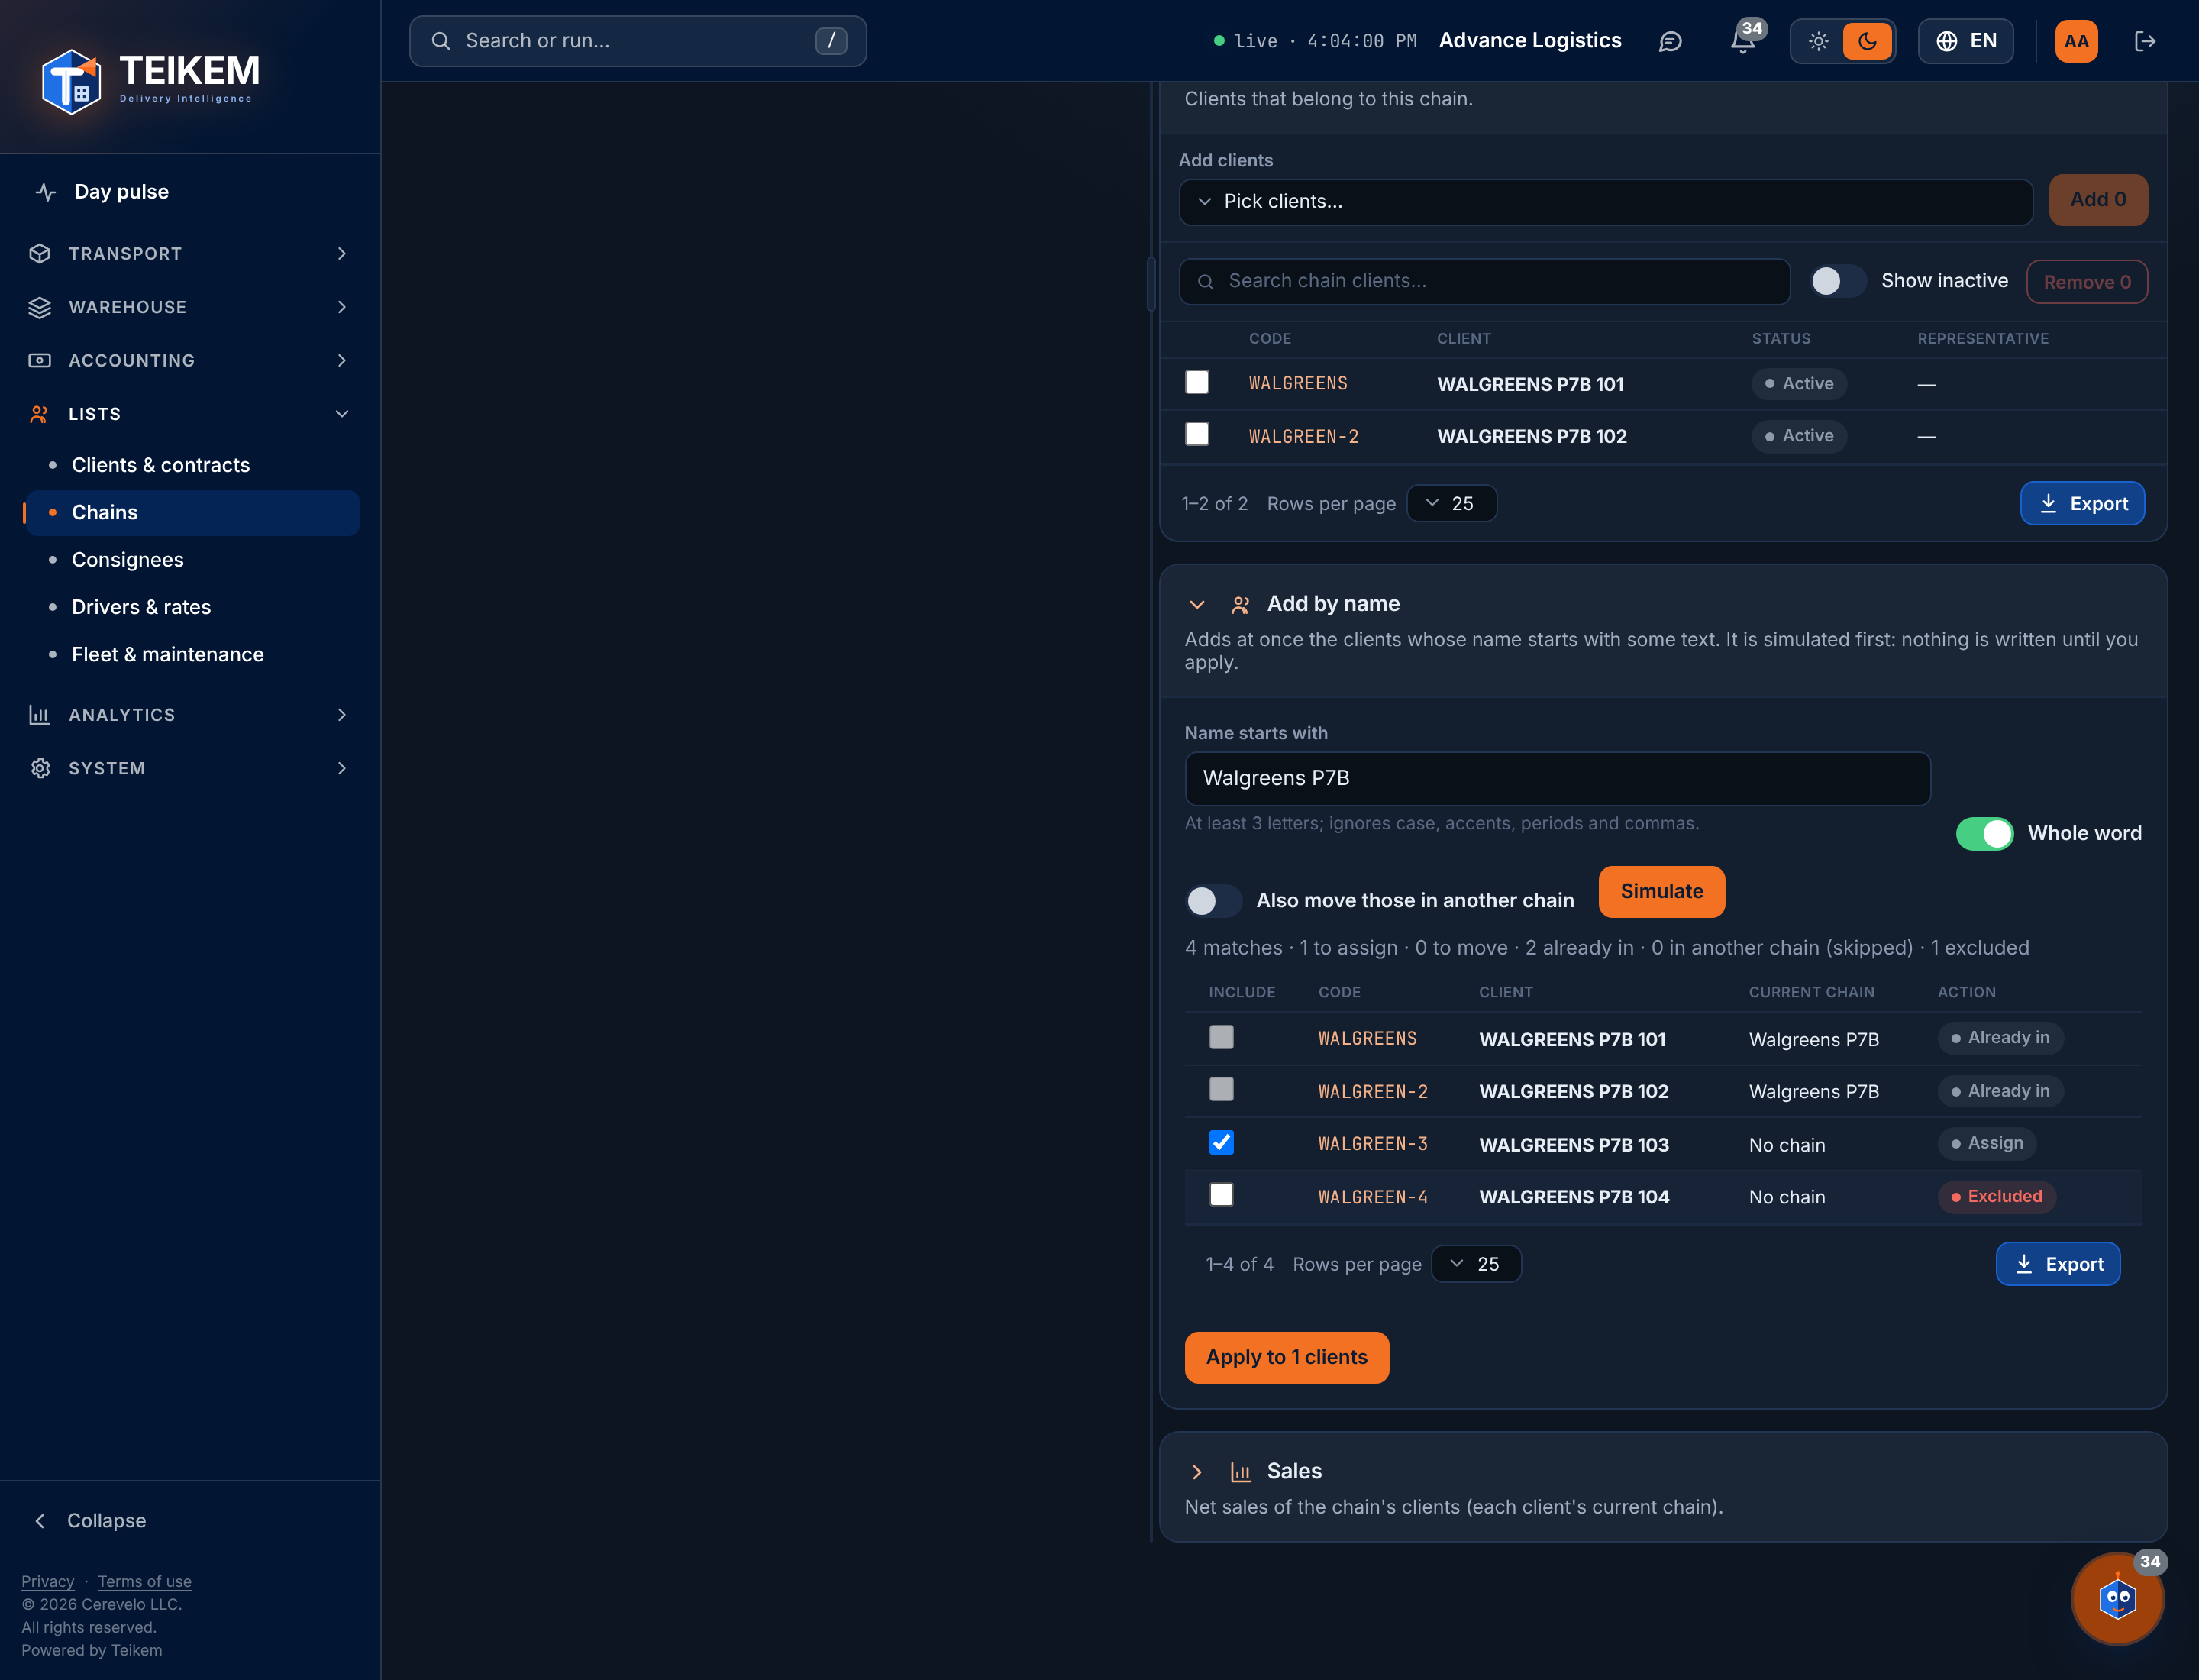 TEIKEM
Delivery Intelligence
Search or run...
/
live · 4:04:00 PM
Advance Logistics
34
EN
AA
Day pulse
TRANSPORT
WAREHOUSE
ACCOUNTING
LISTS
Clients & contracts
Chains
Consignees
Drivers & rates
Fleet & maintenance
ANALYTICS
SYSTEM
Collapse
Privacy · Terms of use
© 2026 Cerevelo LLC.
All rights reserved.
Powered by Teikem
Clients that belong to this chain.
Add clients
Pick clients...
Add 0
Search chain clients...
Show inactive
Remove 0
CODE CLIENT STATUS REPRESENTATIVE
WALGREENS WALGREENS P7B 101 Active —
WALGREEN-2 WALGREENS P7B 102 Active —
1–2 of 2 Rows per page 25
Export
Add by name
Adds at once the clients whose name starts with some text. It is simulated first: nothing is written until you
apply.
Name starts with
Walgreens P7B
At least 3 letters; ignores case, accents, periods and commas.
Whole word
Also move those in another chain
Simulate
4 matches · 1 to assign · 0 to move · 2 already in · 0 in another chain (skipped) · 1 excluded
INCLUDE CODE CLIENT CURRENT CHAIN ACTION
WALGREENS WALGREENS P7B 101 Walgreens P7B Already in
WALGREEN-2 WALGREENS P7B 102 Walgreens P7B Already in
WALGREEN-3 WALGREENS P7B 103 No chain Assign
WALGREEN-4 WALGREENS P7B 104 No chain Excluded
1–4 of 4 Rows per page 25
Export
Apply to 1 clients
Sales
Net sales of the chain's clients (each client's current chain).
34